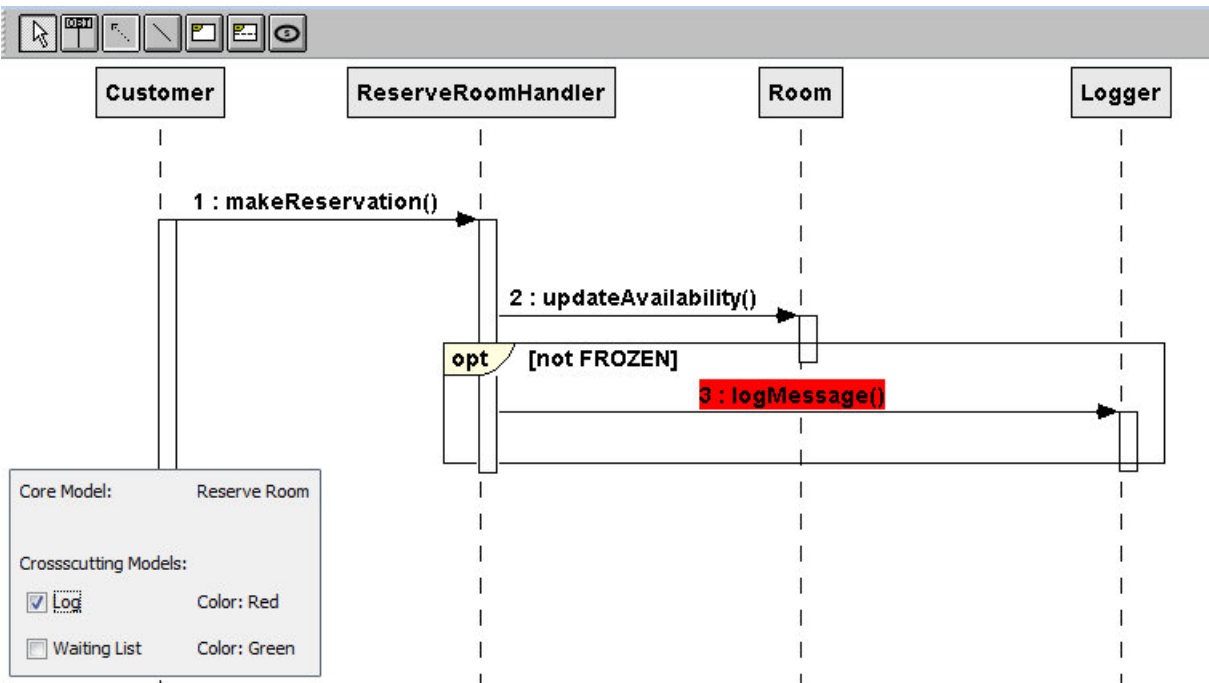 OBJ
S
Customer
ReserveRoomHandler
Room
Logger
1 : makeReservation()
2 : updateAvailability()
opt
[not FROZEN]
3 : logMessage()
Core Model: Reserve Room
Crossscutting Models:
Log Color: Red
Waiting List Color: Green